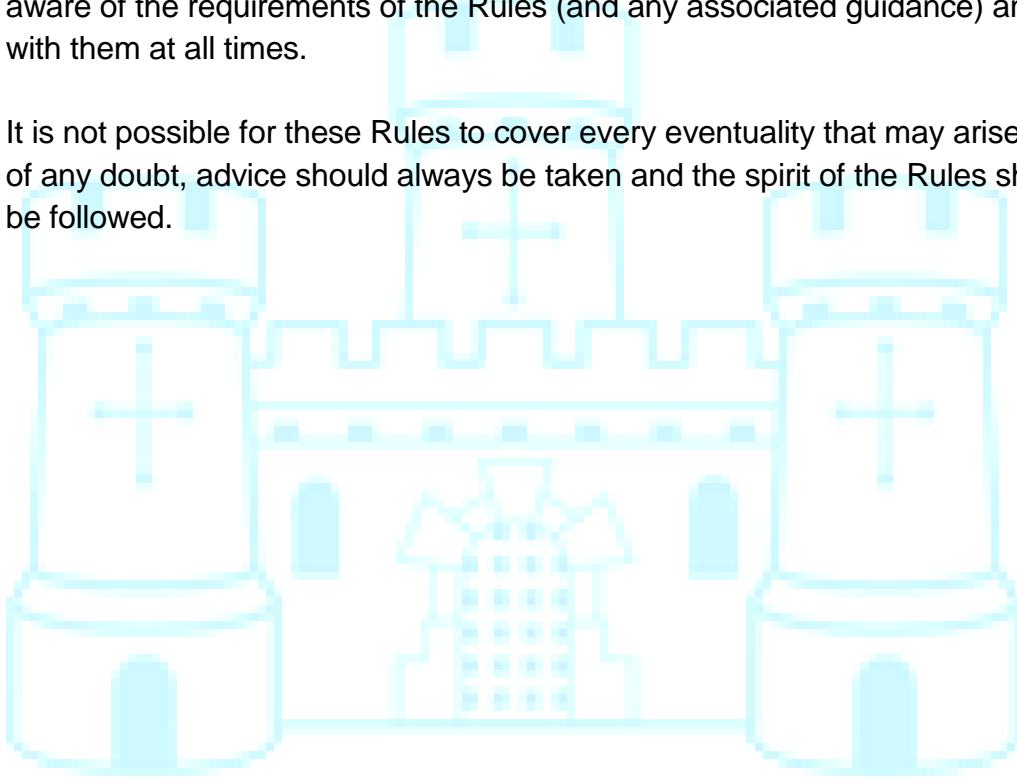 aware of the requirements of the Rules (and any associated guidance) an
with them at all times.
It is not possible for these Rules to cover every eventuality that may arise
of any doubt, advice should always be taken and the spirit of the Rules sh
be followed.